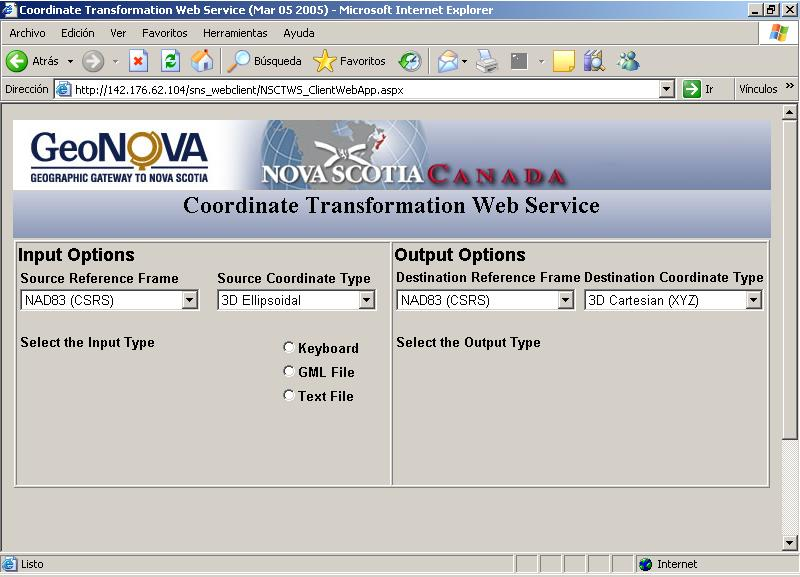 Coordinate Transformation Web Service (Mar 05 2005) - Microsoft Internet Explorer
Archivo Edición Ver Favoritos Herramientas Ayuda
Atrás Búsqueda Favoritos
Dirección http://142.176.62.104/sns_webclient/NSCTWS_ClientWebApp.aspx Ir Vínculos »
GeoNOVA
GEOGRAPHIC GATEWAY TO NOVA SCOTIA
NOVA SCOTIA CANADA
Coordinate Transformation Web Service
Input Options Output Options
Source Reference Frame Source Coordinate Type Destination Reference Frame Destination Coordinate Type
NAD83 (CSRS) 3D Ellipsoidal NAD83 (CSRS) 3D Cartesian (XYZ)
Select the Input Type Select the Output Type
Keyboard
GML File
Text File
Listo Internet